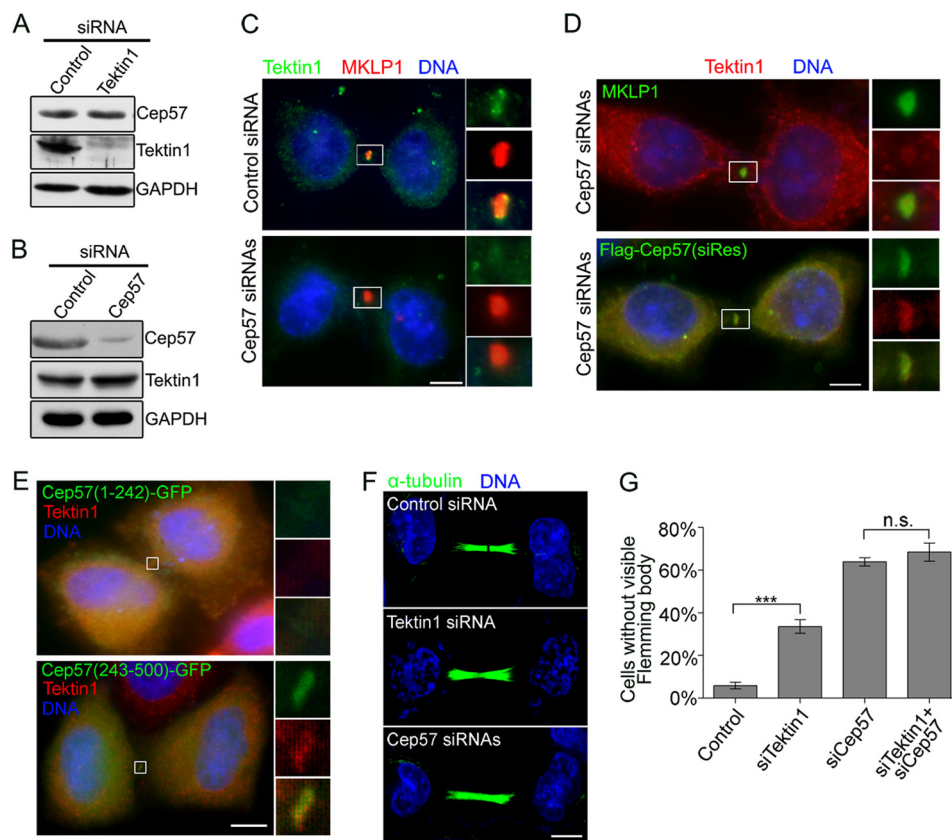 A
siRNA
Control
Tektin1
Cep57
Tektin1
GAPDH
B
siRNA
Control
Cep57
Cep57
Tektin1
GAPDH
C
Tektin1 MKLP1 DNA
Control siRNA
Cep57 siRNAs
D
Tektin1 DNA
MKLP1
Cep57 siRNAs
Flag-Cep57(siRes)
Cep57 siRNAs
E
Cep57(1-242)-GFP
Tektin1
DNA
Cep57(243-500)-GFP
Tektin1
DNA
F
α-tubulin DNA
Control siRNA
Tektin1 siRNA
Cep57 siRNAs
G
Cells without visible
Flemming body
80%
60%
40%
20%
0%
***
n.s.
Control
siTektin1
siCep57
siTektin1+
siCep57